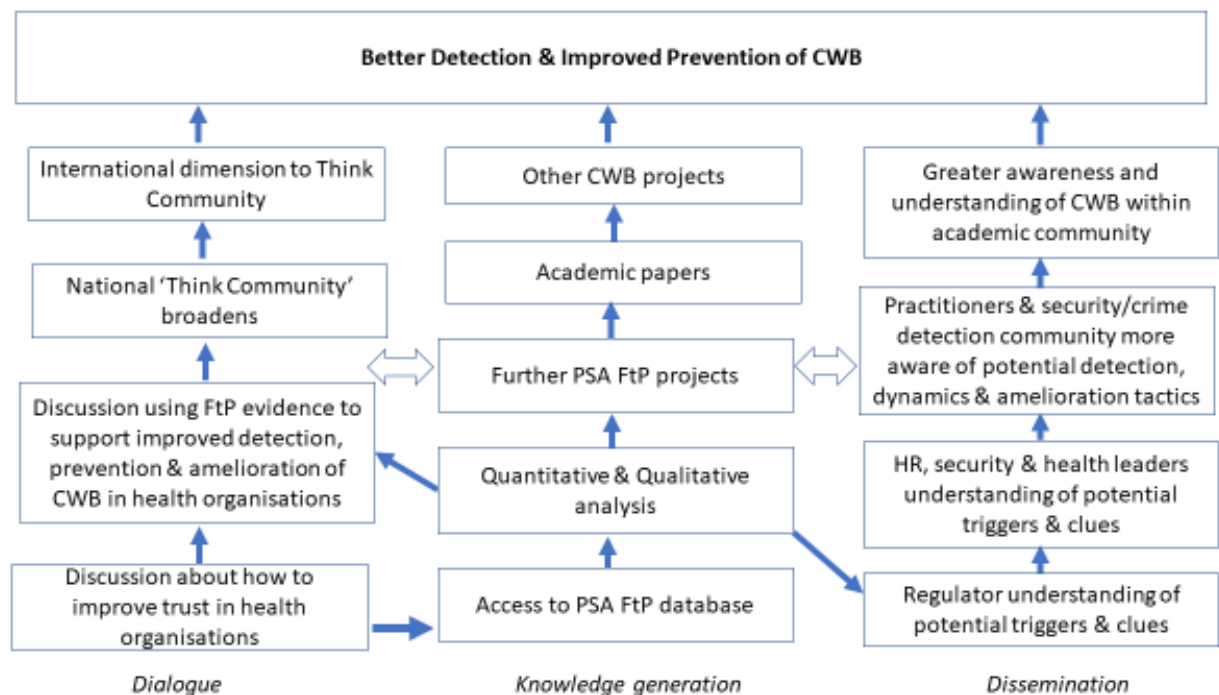 Better Detection & Improved Prevention of CWB
International dimension to Think
Community
National ‘Think Community’
broadens
Discussion using FtP evidence to
support improved detection,
prevention & amelioration of
CWB in health organisations
Discussion about how to
improve trust in health
organisations
Dialogue
Other CWB projects
Academic papers
Further PSA FtP projects
Quantitative & Qualitative
analysis
Access to PSA FtP database
Knowledge generation
Greater awareness and
understanding of CWB within
academic community
Practitioners & security/crime
detection community more
aware of potential detection,
dynamics & amelioration tactics
HR, security & health leaders
understanding of potential
triggers & clues
Regulator understanding of
potential triggers & clues
Dissemination